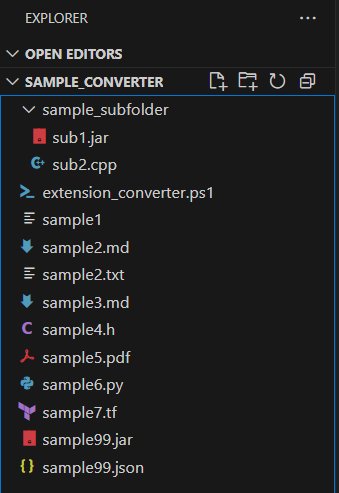 EXPLORER
OPEN EDITORS
SAMPLE_CONVERTER
sample_subfolder
sub1.jar
sub2.cpp
extension_converter.ps1
sample1
sample2.md
sample2.txt
sample3.md
C sample4.h
sample5.pdf
sample6.py
sample7.tf
sample99.jar
{ } sample99.json